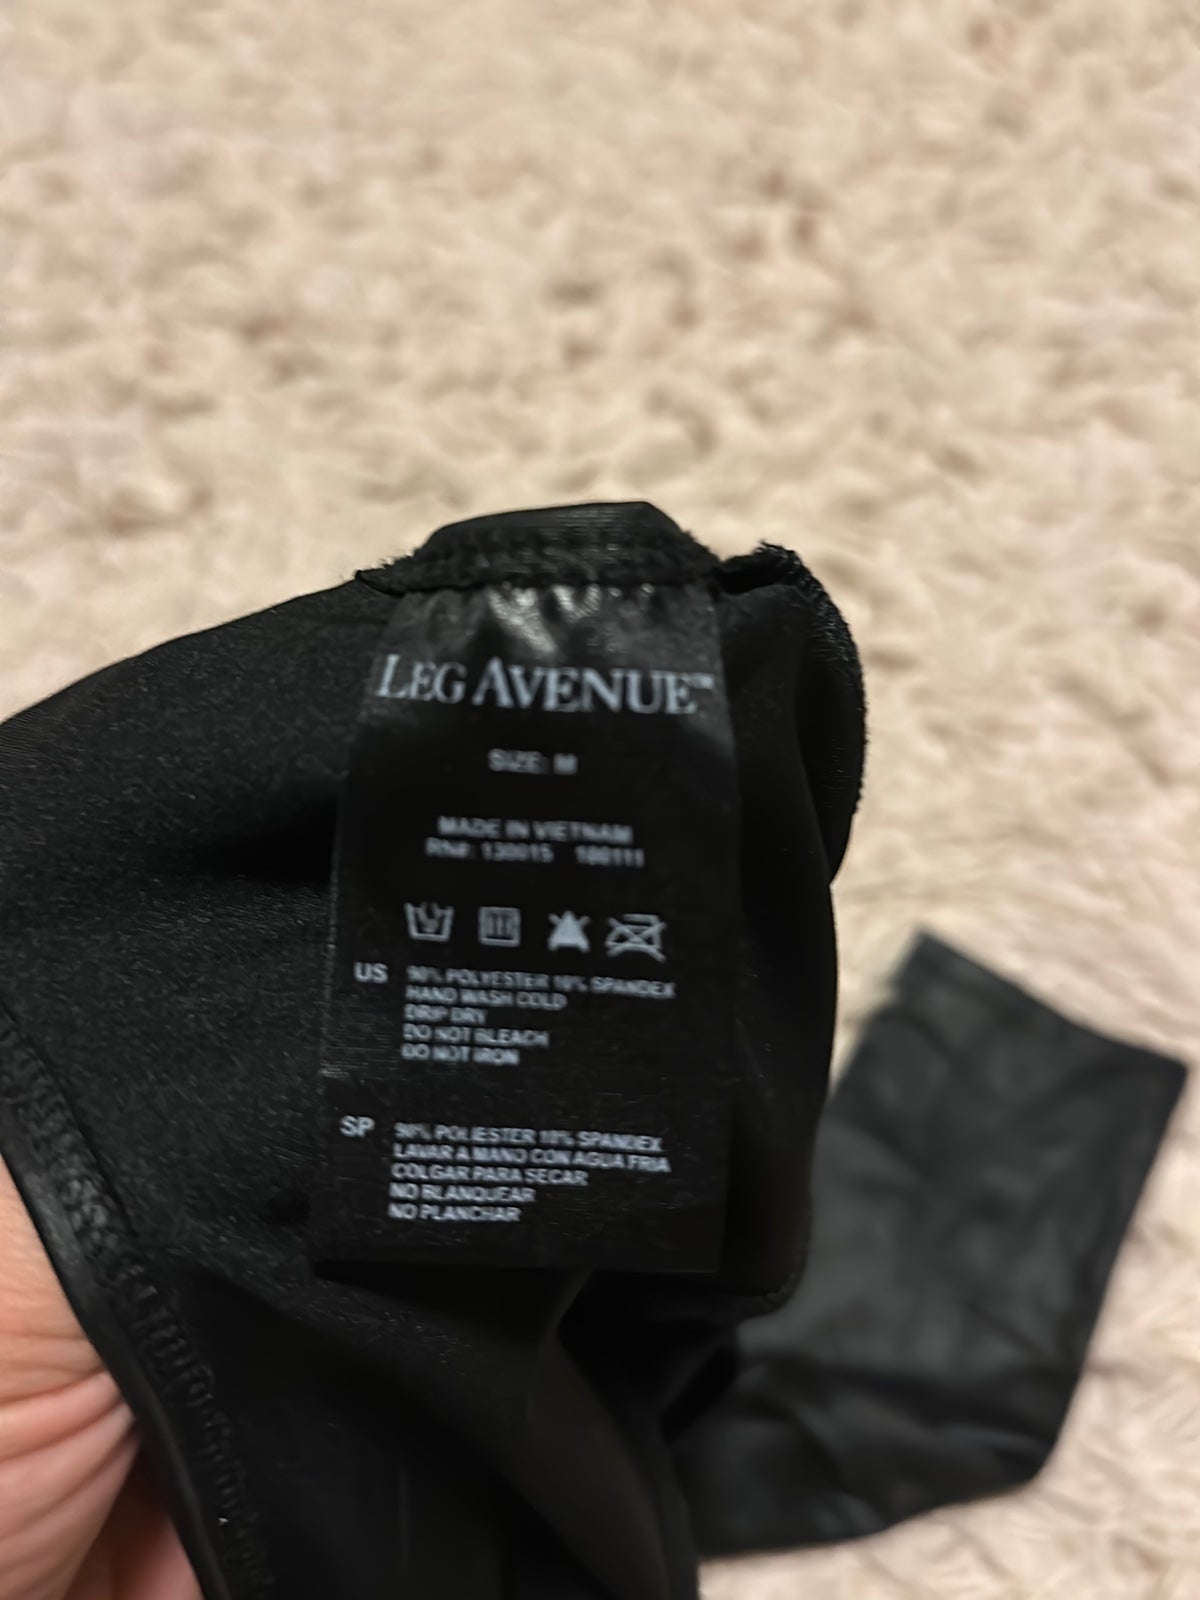 LEG AVENUE™
SIZE: M
MADE IN VIETNAM
RN#: 130015 100111
US 90% POLYESTER 10% SPANDEX
HAND WASH COLD
DRIP DRY
DO NOT BLEACH
DO NOT IRON
SP 90% POLIESTER 10% SPANDEX
LAVAR A MANO CON AGUA FRIA
COLGAR PARA SECAR
NO BLANQUEAR
NO PLANCHAR